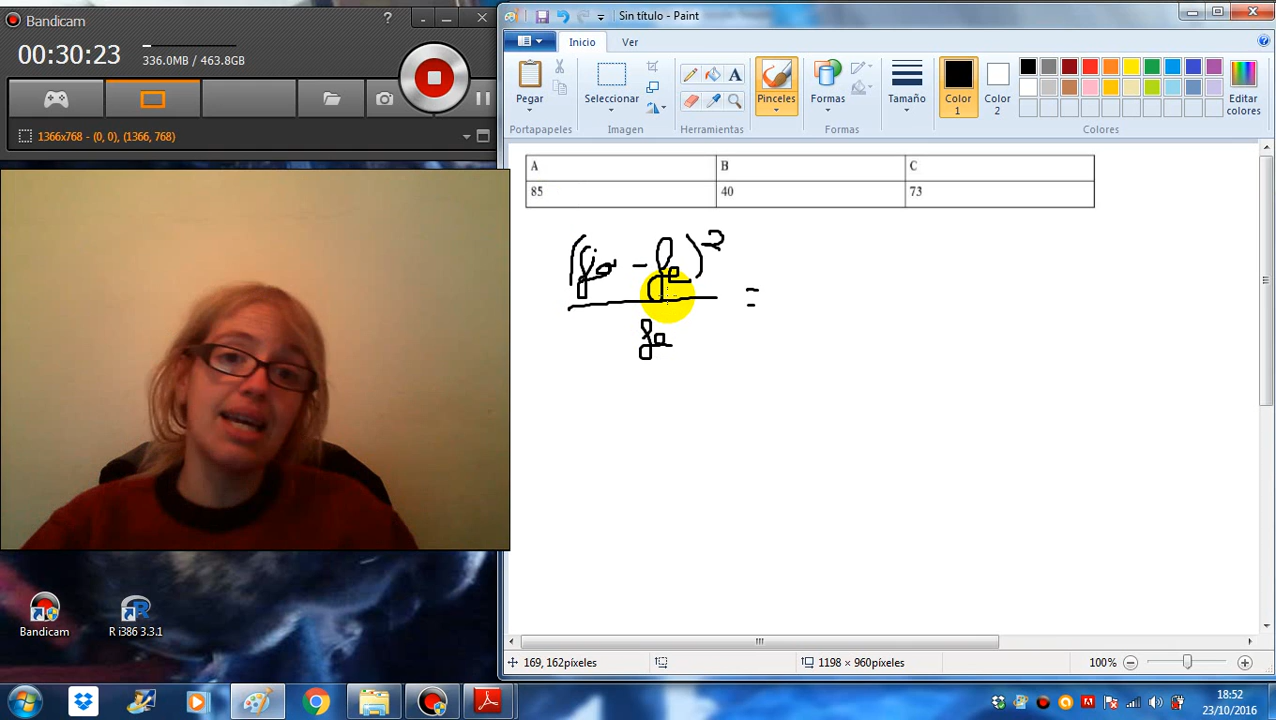 Bandicam
00:30:23
336.0MB / 463.8GB
1366x768 - (0, 0), (1366, 768)
Sin título - Paint
Inicio Ver
Pegar
Seleccionar
Pinceles
Formas
Tamaño
Color 1
Color 2
Editar colores
Portapapeles
Imagen
Herramientas
Formas
Colores
A B C
85 40 73
=
169, 162píxeles
1198 × 960píxeles
100%
Bandicam
R i386 3.3.1
18:52
23/10/2016